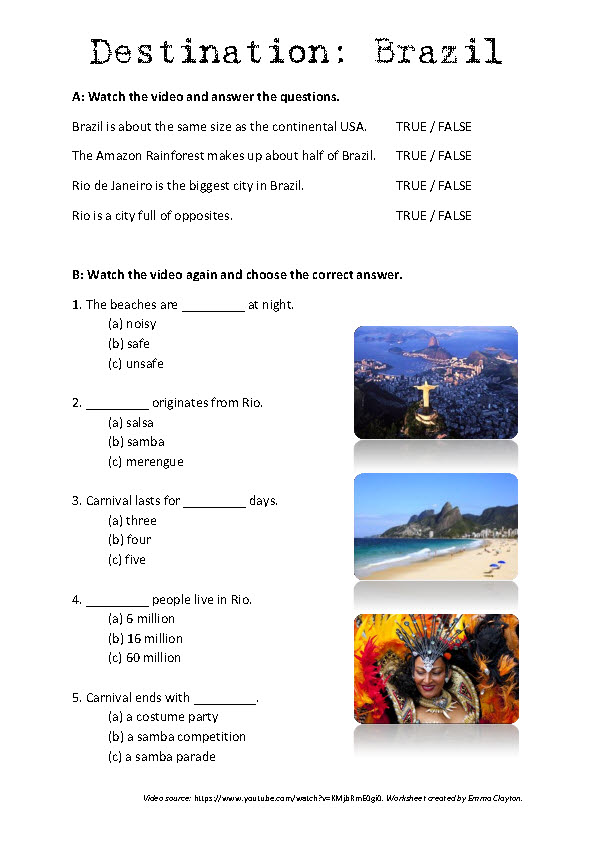 Destination: Brazil
A: Watch the video and answer the questions.
Brazil is about the same size as the continental USA. TRUE / FALSE
The Amazon Rainforest makes up about half of Brazil. TRUE / FALSE
Rio de Janeiro is the biggest city in Brazil. TRUE / FALSE
Rio is a city full of opposites. TRUE / FALSE
B: Watch the video again and choose the correct answer.
1. The beaches are _________ at night.
(a) noisy
(b) safe
(c) unsafe
2. _________ originates from Rio.
(a) salsa
(b) samba
(c) merengue
3. Carnival lasts for _________ days.
(a) three
(b) four
(c) five
4. _________ people live in Rio.
(a) 6 million
(b) 16 million
(c) 60 million
5. Carnival ends with _________.
(a) a costume party
(b) a samba competition
(c) a samba parade
Video source: https://www.youtube.com/watch?v=KMjbRmE0gi0. Worksheet created by Emma Clayton.